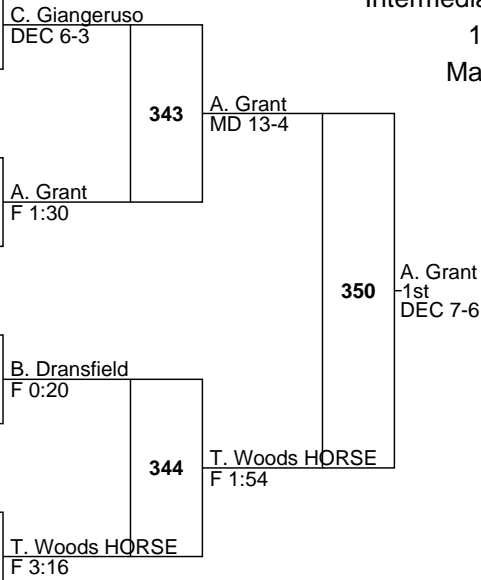 Intermedia
1
Ma
C. Giangeruso
DEC 6-3
343
A. Grant
MD 13-4
A. Grant
F 1:30
350
A. Grant
1st
DEC 7-6
B. Dransfield
F 0:20
344
T. Woods HORSE
F 1:54
T. Woods HORSE
F 3:16